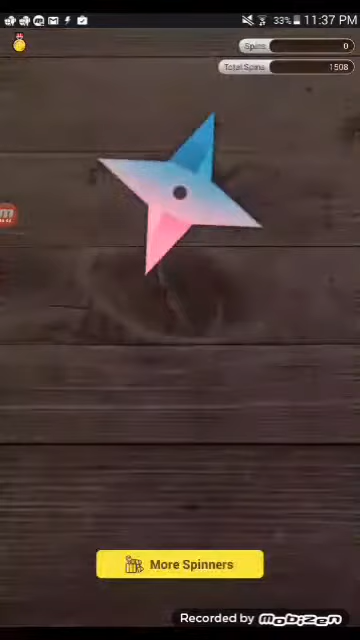 33% 11:37 PM
Spins 0
Total Spins 1508
More Spinners
Recorded by mobizen